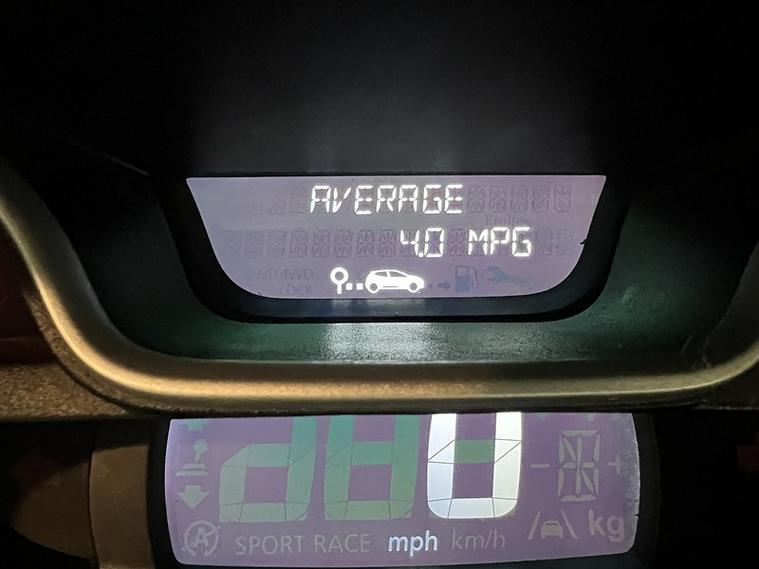 AVERAGE
4.0 MPG
2WD 4WD
LOCK
0
A
SPORT RACE mph km/h kg